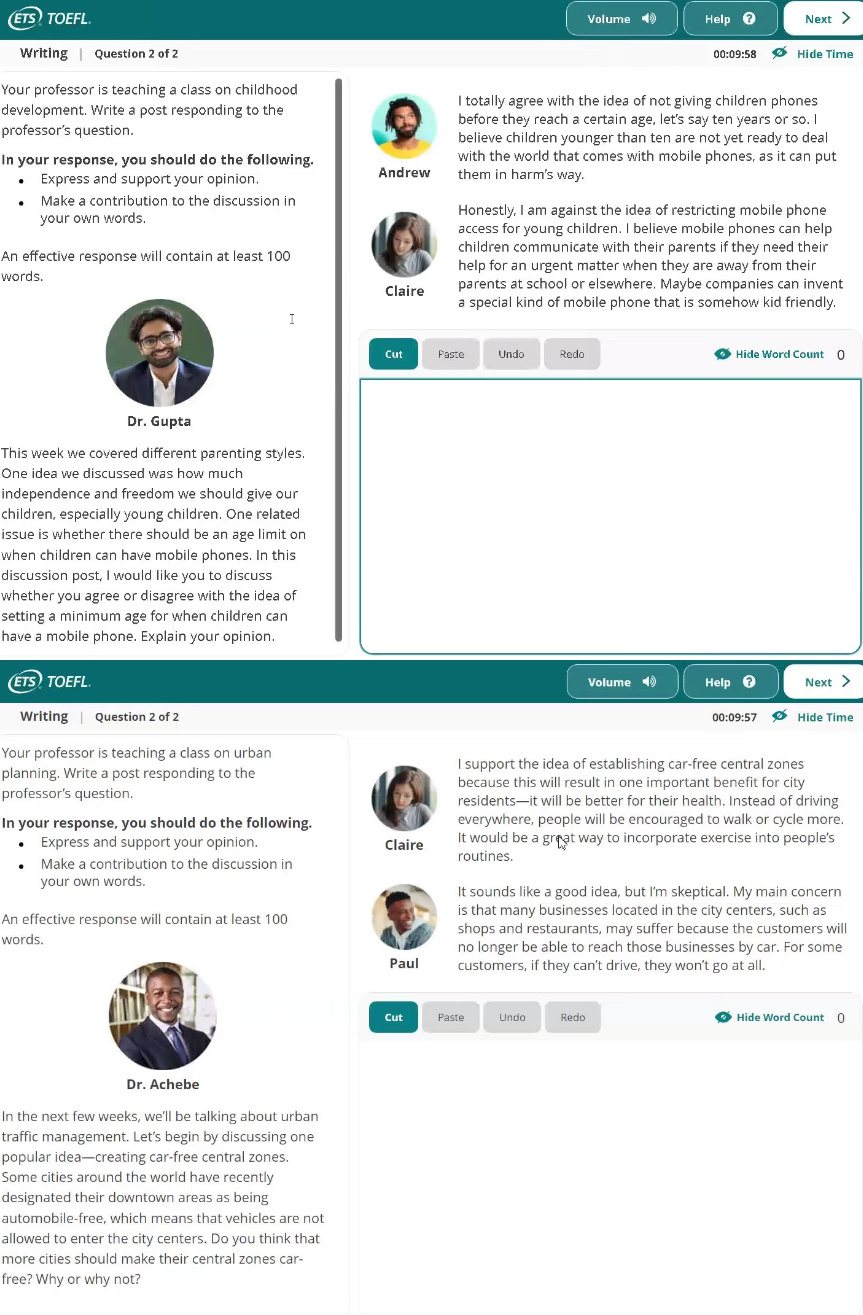 ETS TOEFL.
Volume
Help
Next
Writing | Question 2 of 2
00:09:58
Hide Time
Your professor is teaching a class on childhood
development. Write a post responding to the
professor's question.
In your response, you should do the following.
• Express and support your opinion.
• Make a contribution to the discussion in
your own words.
An effective response will contain at least 100
words.
Dr. Gupta
This week we covered different parenting styles.
One idea we discussed was how much
independence and freedom we should give our
children, especially young children. One related
issue is whether there should be an age limit on
when children can have mobile phones. In this
discussion post, I would like you to discuss
whether you agree or disagree with the idea of
setting a minimum age for when children can
have a mobile phone. Explain your opinion.
Andrew
I totally agree with the idea of not giving children phones
before they reach a certain age, let's say ten years or so. I
believe children younger than ten are not yet ready to deal
with the world that comes with mobile phones, as it can put
them in harm's way.
Claire
Honestly, I am against the idea of restricting mobile phone
access for young children. I believe mobile phones can help
children communicate with their parents if they need their
help for an urgent matter when they are away from their
parents at school or elsewhere. Maybe companies can invent
a special kind of mobile phone that is somehow kid friendly.
Cut
Paste
Undo
Redo
Hide Word Count 0
ETS TOEFL.
Volume
Help
Next
Writing | Question 2 of 2
00:09:57
Hide Time
Your professor is teaching a class on urban
planning. Write a post responding to the
professor's question.
In your response, you should do the following.
• Express and support your opinion.
• Make a contribution to the discussion in
your own words.
An effective response will contain at least 100
words.
Dr. Achebe
In the next few weeks, we'll be talking about urban
traffic management. Let's begin by discussing one
popular idea—creating car-free central zones.
Some cities around the world have recently
designated their downtown areas as being
automobile-free, which means that vehicles are not
allowed to enter the city centers. Do you think that
more cities should make their central zones car-
free? Why or why not?
Claire
I support the idea of establishing car-free central zones
because this will result in one important benefit for city
residents—it will be better for their health. Instead of driving
everywhere, people will be encouraged to walk or cycle more.
It would be a great way to incorporate exercise into people's
routines.
Paul
It sounds like a good idea, but I'm skeptical. My main concern
is that many businesses located in the city centers, such as
shops and restaurants, may suffer because the customers will
no longer be able to reach those businesses by car. For some
customers, if they can't drive, they won't go at all.
Cut
Paste
Undo
Redo
Hide Word Count 0